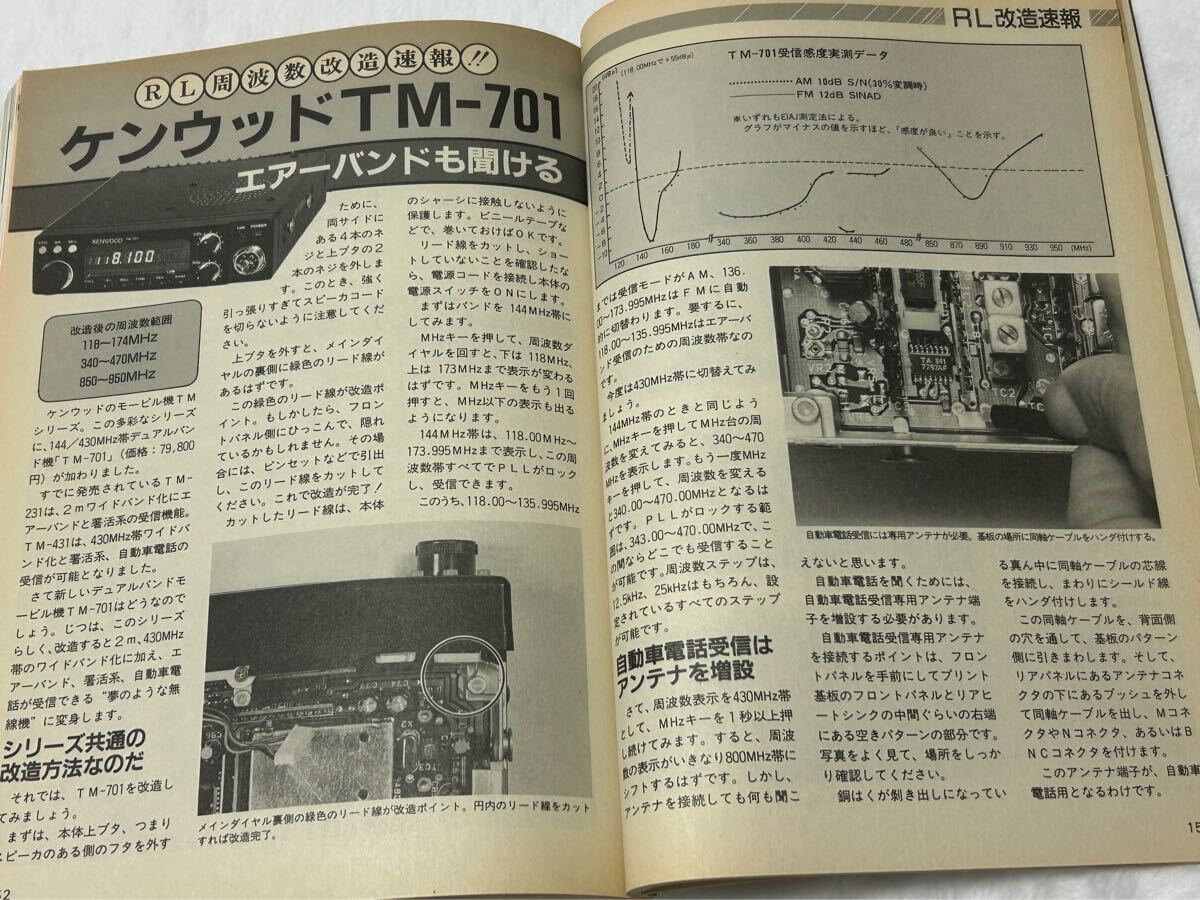 RL周波数改造速報!!
ケンウッドTM-701
エアーバンドも聞ける
KENWOOD
118.100
POWER
改造後の周波数範囲
118〜174MHz
340〜470MHz
850〜950MHz
ケンウッドのモービル機TM
シリーズ。この多彩なシリーズ
に、144／430MHz帯デュアルバン
ド機「TM-701」(価格：79,800
円)が加わりました。
すでに発売されているTM-
231は、2mワイドバンド化にエ
アーバンドと署活系の受信機能。
TM-431は、430MHz帯ワイドバ
ンド化と署活系、自動車電話の
受信が可能となりました。
さて新しいデュアルバンドモ
ービル機TM-701はどうなので
しょう。じつは、このシリーズ
らしく、改造すると2m、430MHz
帯のワイドバンド化に加え、エ
アーバンド、署活系、自動車電
話が受信できる“夢のような無
線機”に変身します。
シリーズ共通の
改造方法なのだ
それでは、TM-701を改造し
てみましょう。
まずは、本体上ブタ、つまり
スピーカのある側のフタを外す
ために、
両サイドに
ある4本のネ
ジと上ブタの2
本のネジを外しま
す。このとき、強く
引っ張りすぎてスピーカコード
を切らないように注意してくだ
さい。
上ブタを外すと、メインダイ
ヤルの裏側に緑色のリード線が
あるはずです。
この緑色のリード線が改造ポ
イント。もしかしたら、フロン
トパネル側にひっこんで、隠れ
ているかもしれません。その場
合には、ピンセットなどで引出
し、このリード線をカットして
ください。これで改造が完了！
カットしたリード線は、本体
のシャーシに接触しないように
保護します。ビニールテープな
どで、巻いておけばOKです。
リード線をカットし、ショー
トしていないことを確認したな
ら、電源コードを接続し本体の
電源スイッチをONにします。
まずはバンドを144MHz帯に
してみます。
MHzキーを押して、周波数ダ
イヤルを回すと、下は118MHz、
上は173MHzまで表示が変わる
はずです。MHzキーをもう1回
押すと、MHz以下の表示も出る
ようになります。
144MHz帯は、118.00MHz〜
173.995MHzまで表示し、この周
波数帯すべてでPLLがロック
し、受信できます。
このうち、118.00〜135.995MHz
メインダイヤル裏側の緑色のリード線が改造ポイント。円内のリード線をカット
すれば改造完了。
52
RL改造速報
TM-701受信感度実測データ
(dBμ)
(118.00MHzで+59dBμ)
AM 10dB S/N(30%変調時)
FM 12dB SINAD
※いずれもEIAJ測定法による。
グラフがマイナスの値を示すほど、「感度が良い」ことを示す。
20
18
16
14
12
10
8
6
4
2
0
-2
-4
-6
-8
-10
120 140 160 180 340 360 380 400 420 440 460 480 850 870 890 910 930 950 (MHz)
までは受信モードがAM、136.
00〜173.995MHzはFMに自動
的に切替わります。要するに、
118.00〜135.995MHzはエアーバ
ンド受信のための周波数帯なの
です。
今度は430MHz帯に切替えてみ
ましょう。
144MHz帯のときと同じよう
に、MHzキーを押してMHz台の周
波数を変えてみると、340〜470
MHzを表示します。もう一度MHz
キーを押して、周波数を変える
と340.00〜470.00MHzとなるは
ずです。PLLがロックする範
囲は、343.00〜470.00MHzで、こ
の間ならどこでも受信すること
が可能です。周波数ステップは、
12.5kHz、25kHzはもちろん、設
定されているすべてのステップ
が可能です。
自動車電話受信は
アンテナを増設
さて、周波数表示を430MHz帯
として、MHzキーを1秒以上押
し続けてみます。すると、周波
数の表示がいきなり800MHz帯に
シフトするはずです。しかし、
アンテナを接続しても何も聞こ
TA 841
7787AP
TC2
自動車電話受信には専用アンテナが必要。基板の場所に同軸ケーブルをハンダ付けする。
えないと思います。
自動車電話を聞くためには、
自動車電話受信専用アンテナ端
子を増設する必要があります。
自動車電話受信専用アンテナ
を接続するポイントは、フロン
トパネルを手前にしてプリント
基板のフロントパネルとリアヒ
ートシンクの中間ぐらいの右端
にある空きパターンの部分です。
写真をよく見て、場所をしっか
り確認してください。
銅はくが剝き出しになってい
る真ん中に同軸ケーブルの芯線
を接続し、まわりにシールド線
をハンダ付けします。
この同軸ケーブルを、背面側
の穴を通して、基板のパターン
側に引きまわします。そして、
リアパネルにあるアンテナコネ
クタの下にあるブッシュを外し
て同軸ケーブルを出し、Mコネ
クタやNコネクタ、あるいはB
NCコネクタを付けます。
このアンテナ端子が、自動車
電話用となるわけです。
15